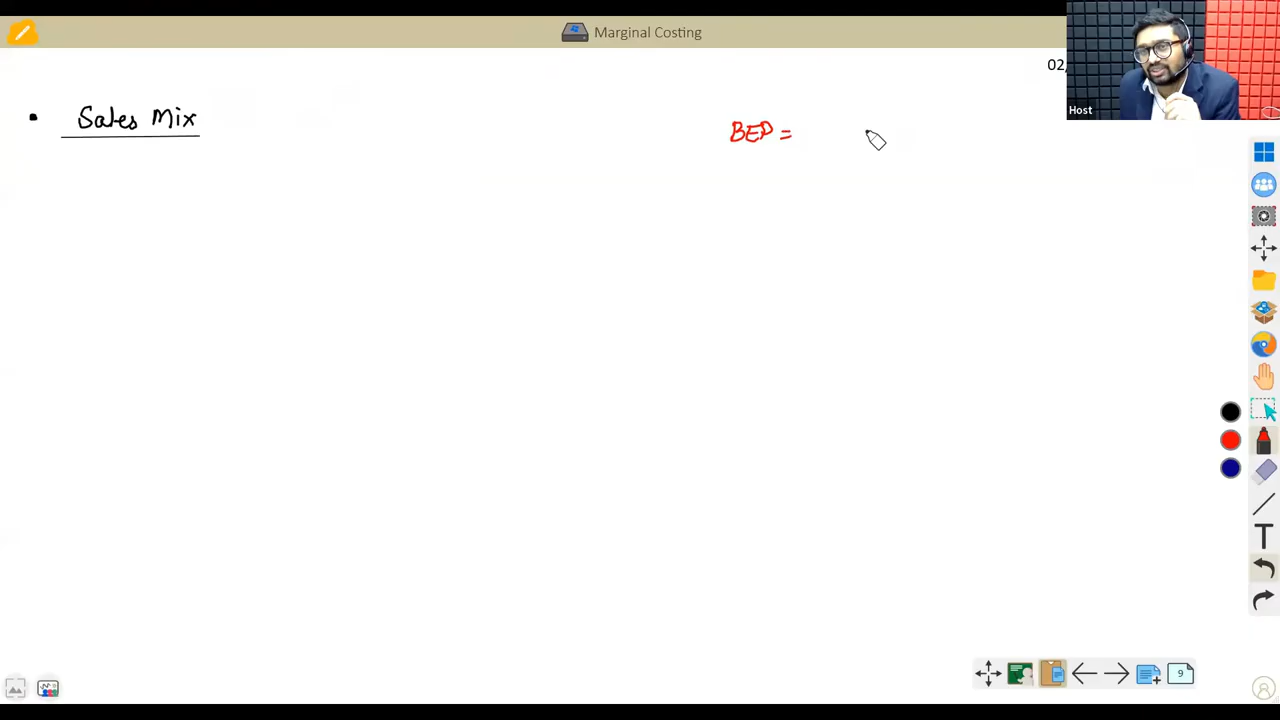 Marginal Costing
02/
Host
• Sales Mix
BEP =
T
9